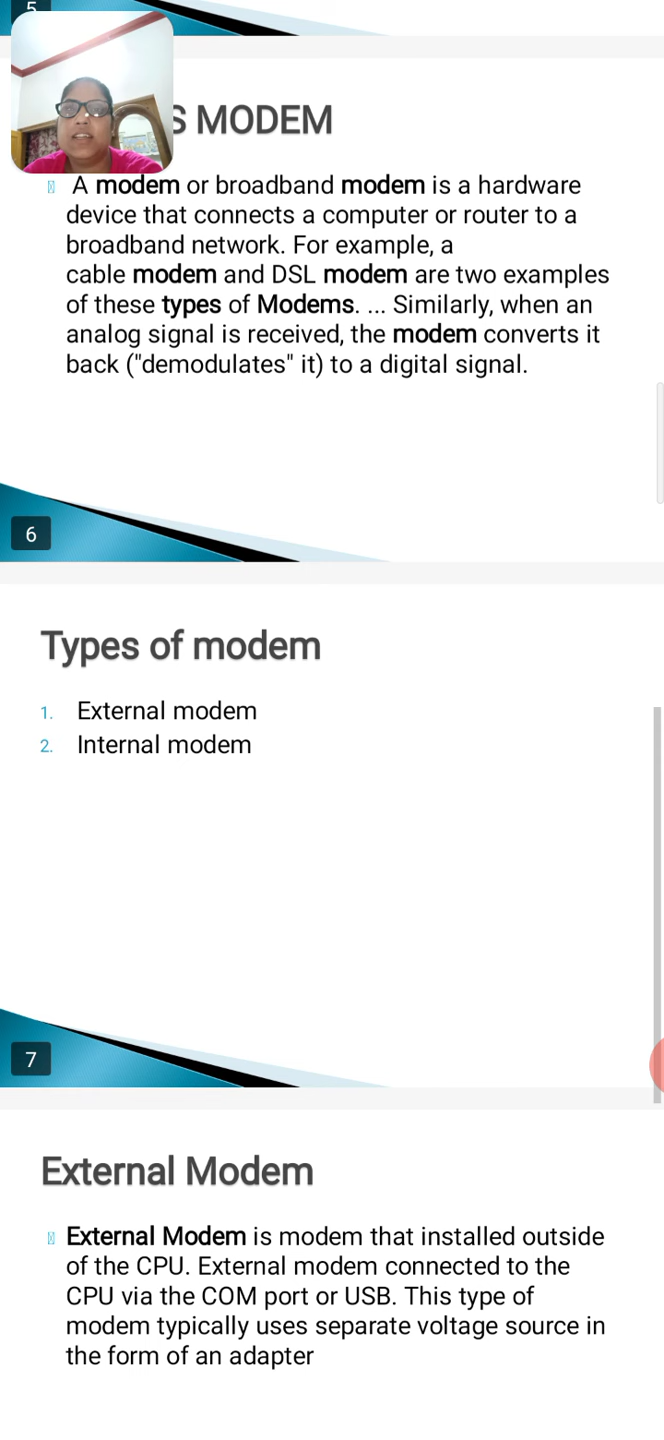 5
S MODEM
A modem or broadband modem is a hardware
device that connects a computer or router to a
broadband network. For example, a
cable modem and DSL modem are two examples
of these types of Modems. ... Similarly, when an
analog signal is received, the modem converts it
back ("demodulates" it) to a digital signal.
6
Types of modem
1. External modem
2. Internal modem
7
External Modem
External Modem is modem that installed outside
of the CPU. External modem connected to the
CPU via the COM port or USB. This type of
modem typically uses separate voltage source in
the form of an adapter